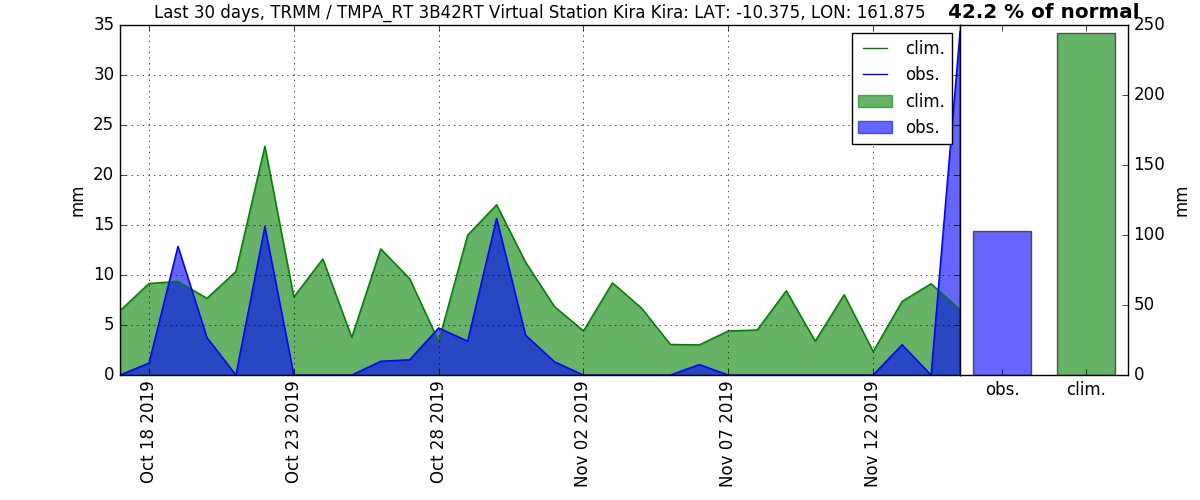 Last 30 days, TRMM / TMPA_RT 3B42RT Virtual Station Kira Kira: LAT: -10.375, LON: 161.875
42.2 % of normal
35
30
25
20
15
10
5
0
mm
clim.
obs.
clim.
obs.
250
200
150
100
50
0
mm
obs.
clim.
Oct 18 2019
Oct 23 2019
Oct 28 2019
Nov 02 2019
Nov 07 2019
Nov 12 2019